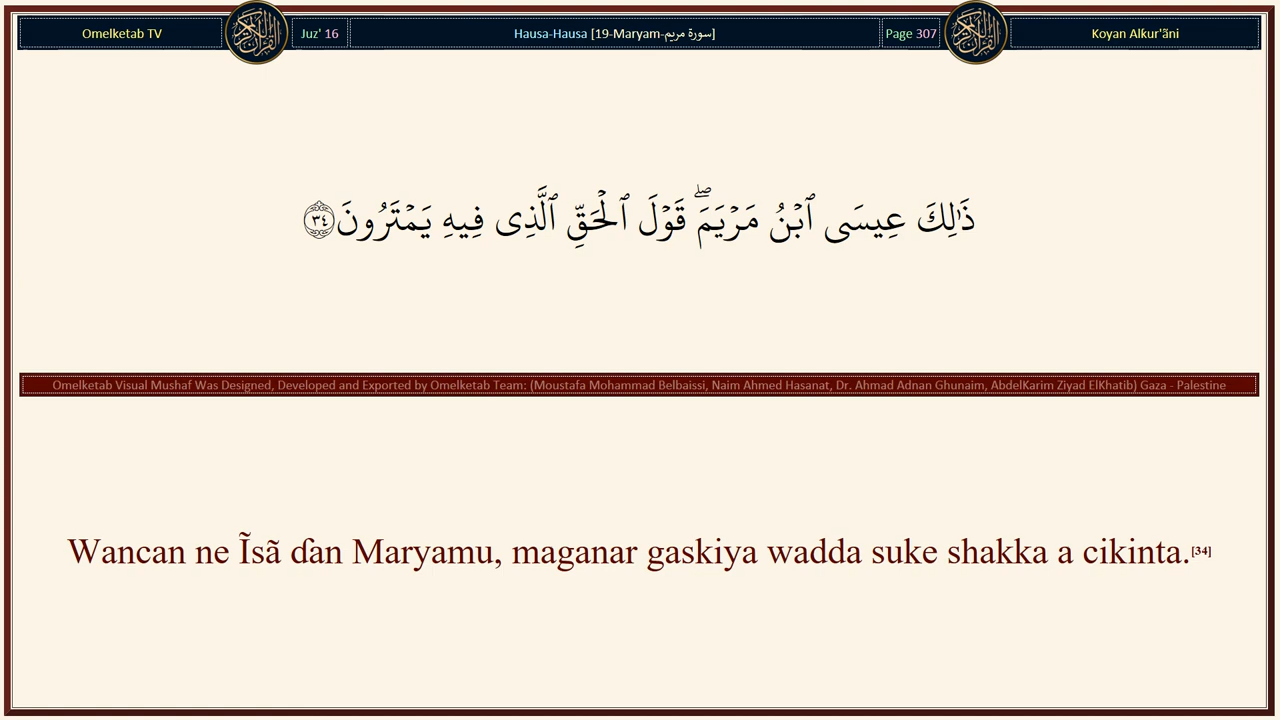 Omelketab TV
Juz' 16
Hausa-Hausa [19-Maryam-سورة مريم]
Page 307
Koyan Alƙur'ãni
ذَٰلِكَ عِيسَى ٱبْنُ مَرْيَمَ ۖ قَوْلَ ٱلْحَقِّ ٱلَّذِى فِيهِ يَمْتَرُونَ ٣٤
Omelketab Visual Mushaf Was Designed, Developed and Exported by Omelketab Team: (Moustafa Mohammad Belbaissi, Naim Ahmed Hasanat, Dr. Ahmad Adnan Ghunaim, AbdelKarim Ziyad ElKhatib) Gaza - Palestine
Wancan ne Ĩsã ɗan Maryamu, maganar gaskiya wadda suke shakka a cikinta.[34]